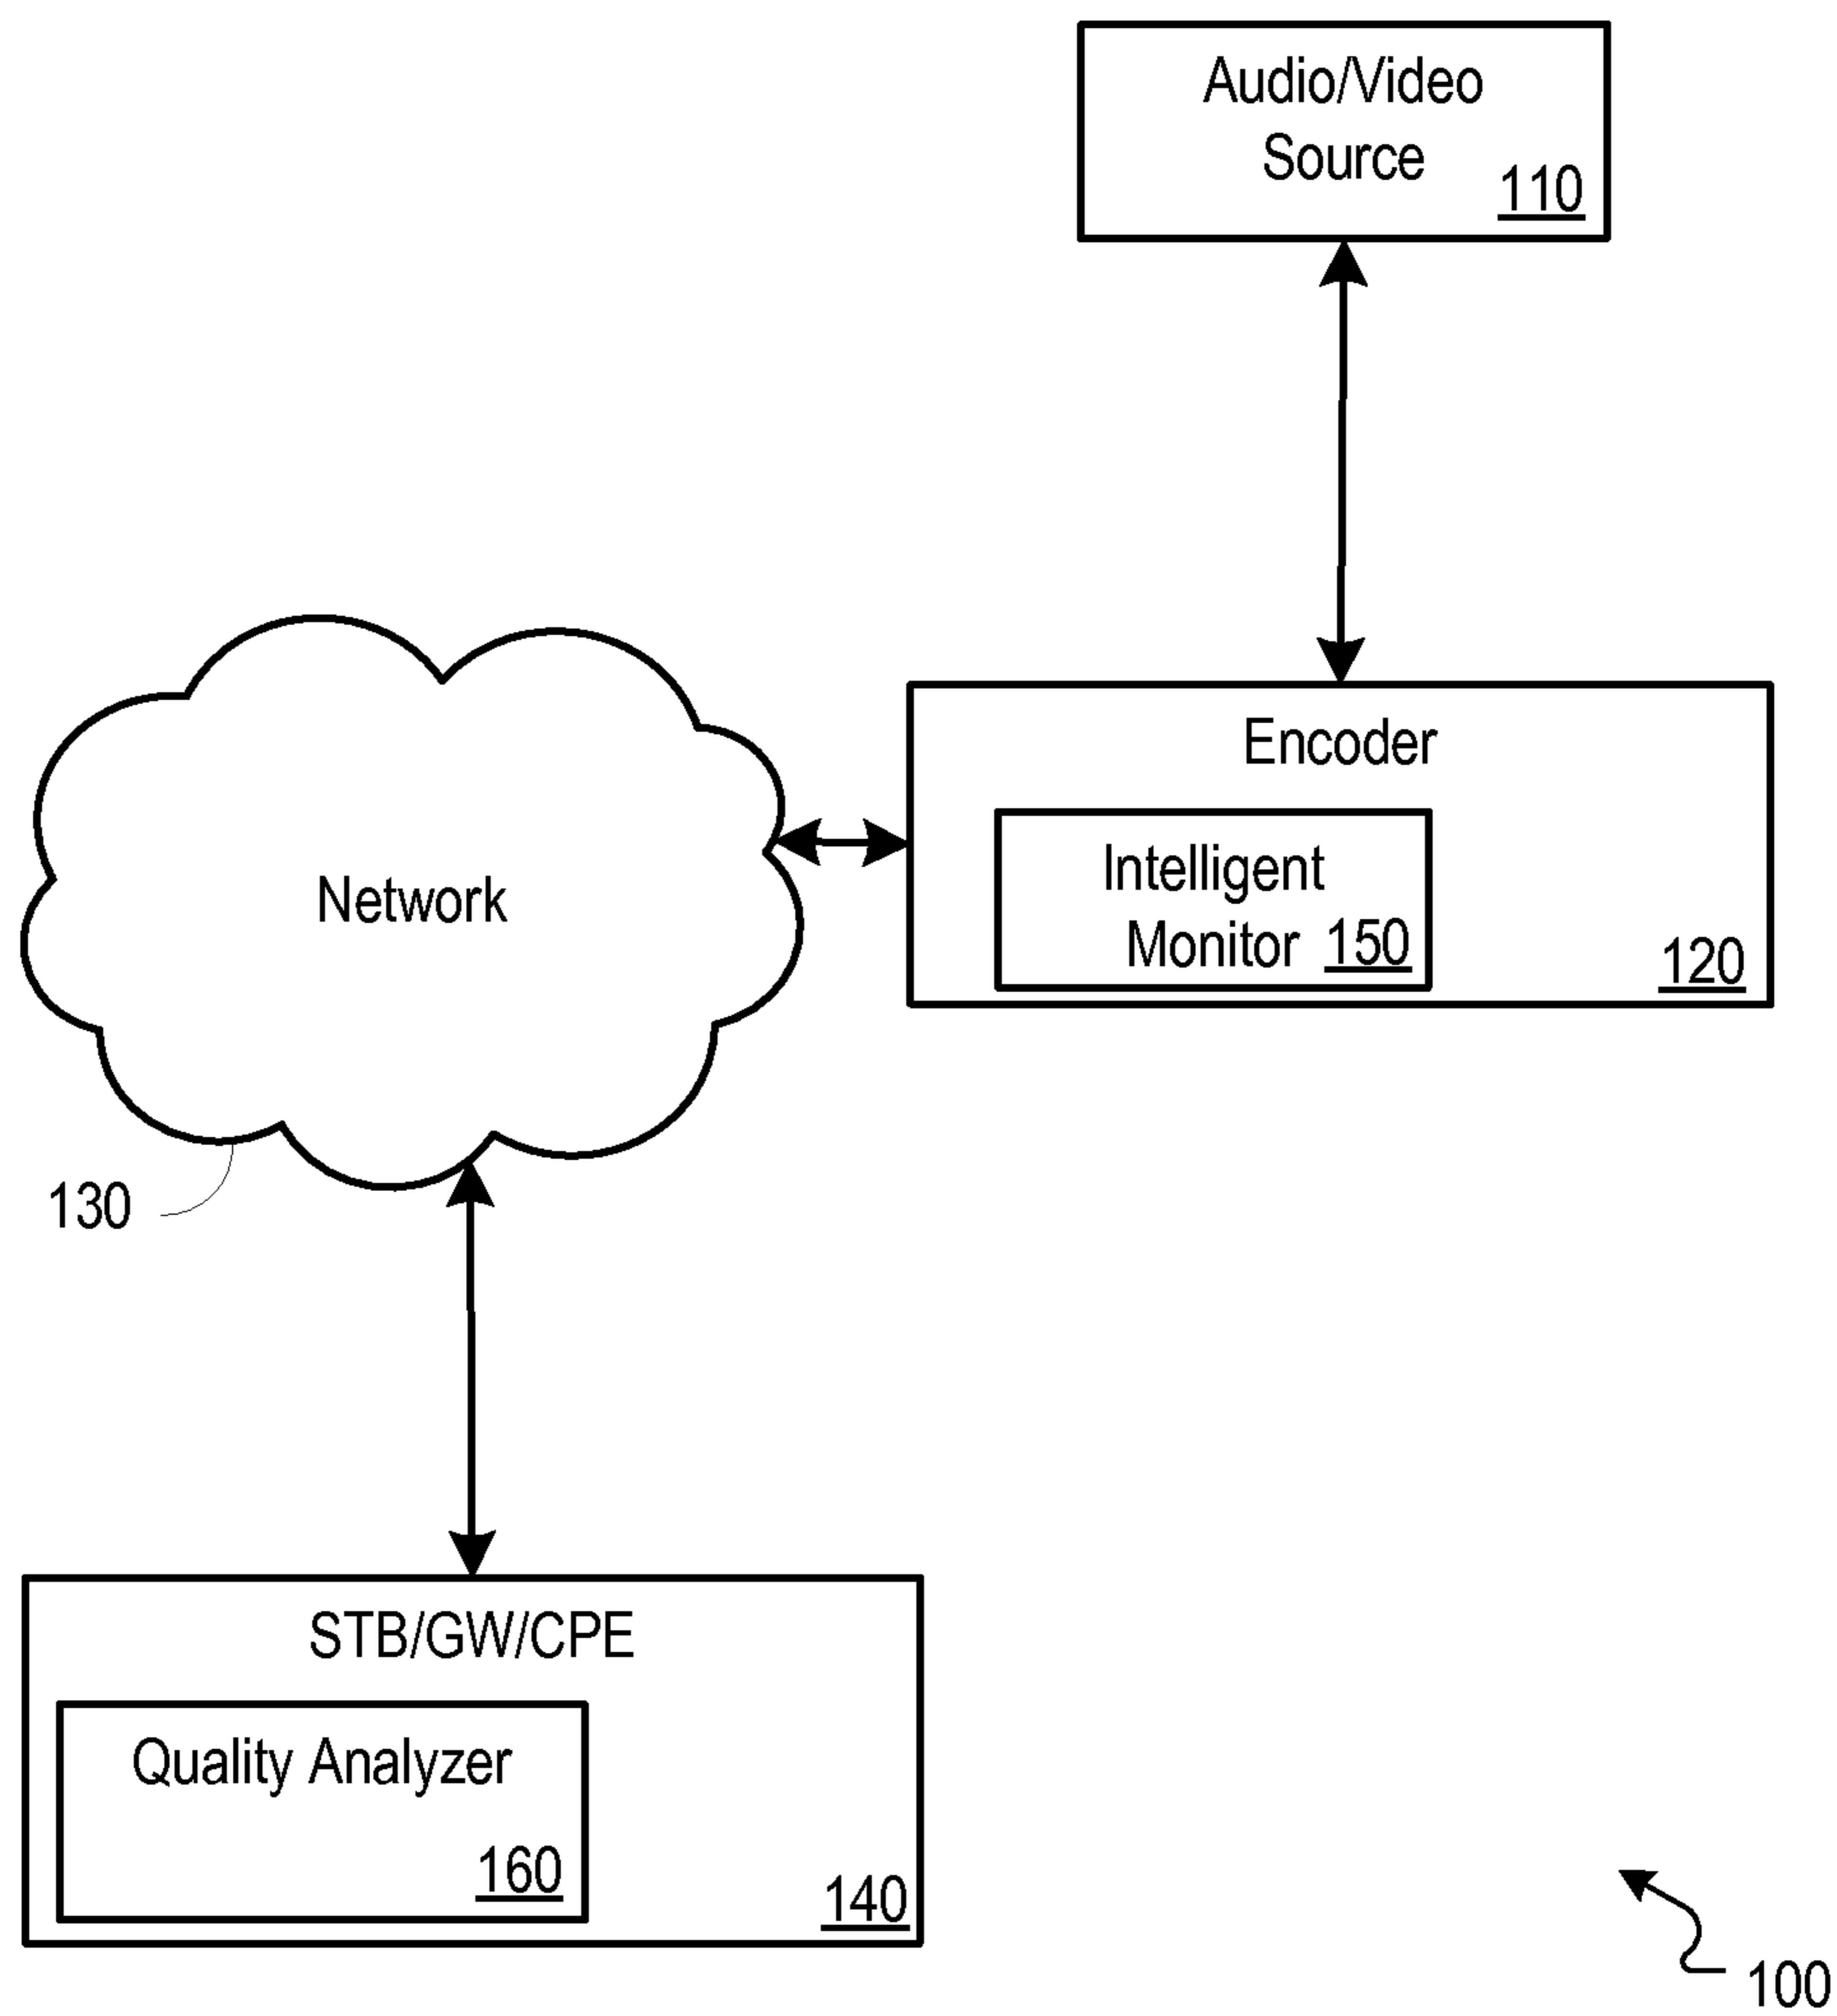 Audio/Video
Source
110
Encoder
Intelligent
Monitor 150
120
Network
130
STB/GW/CPE
Quality Analyzer
160
140
100